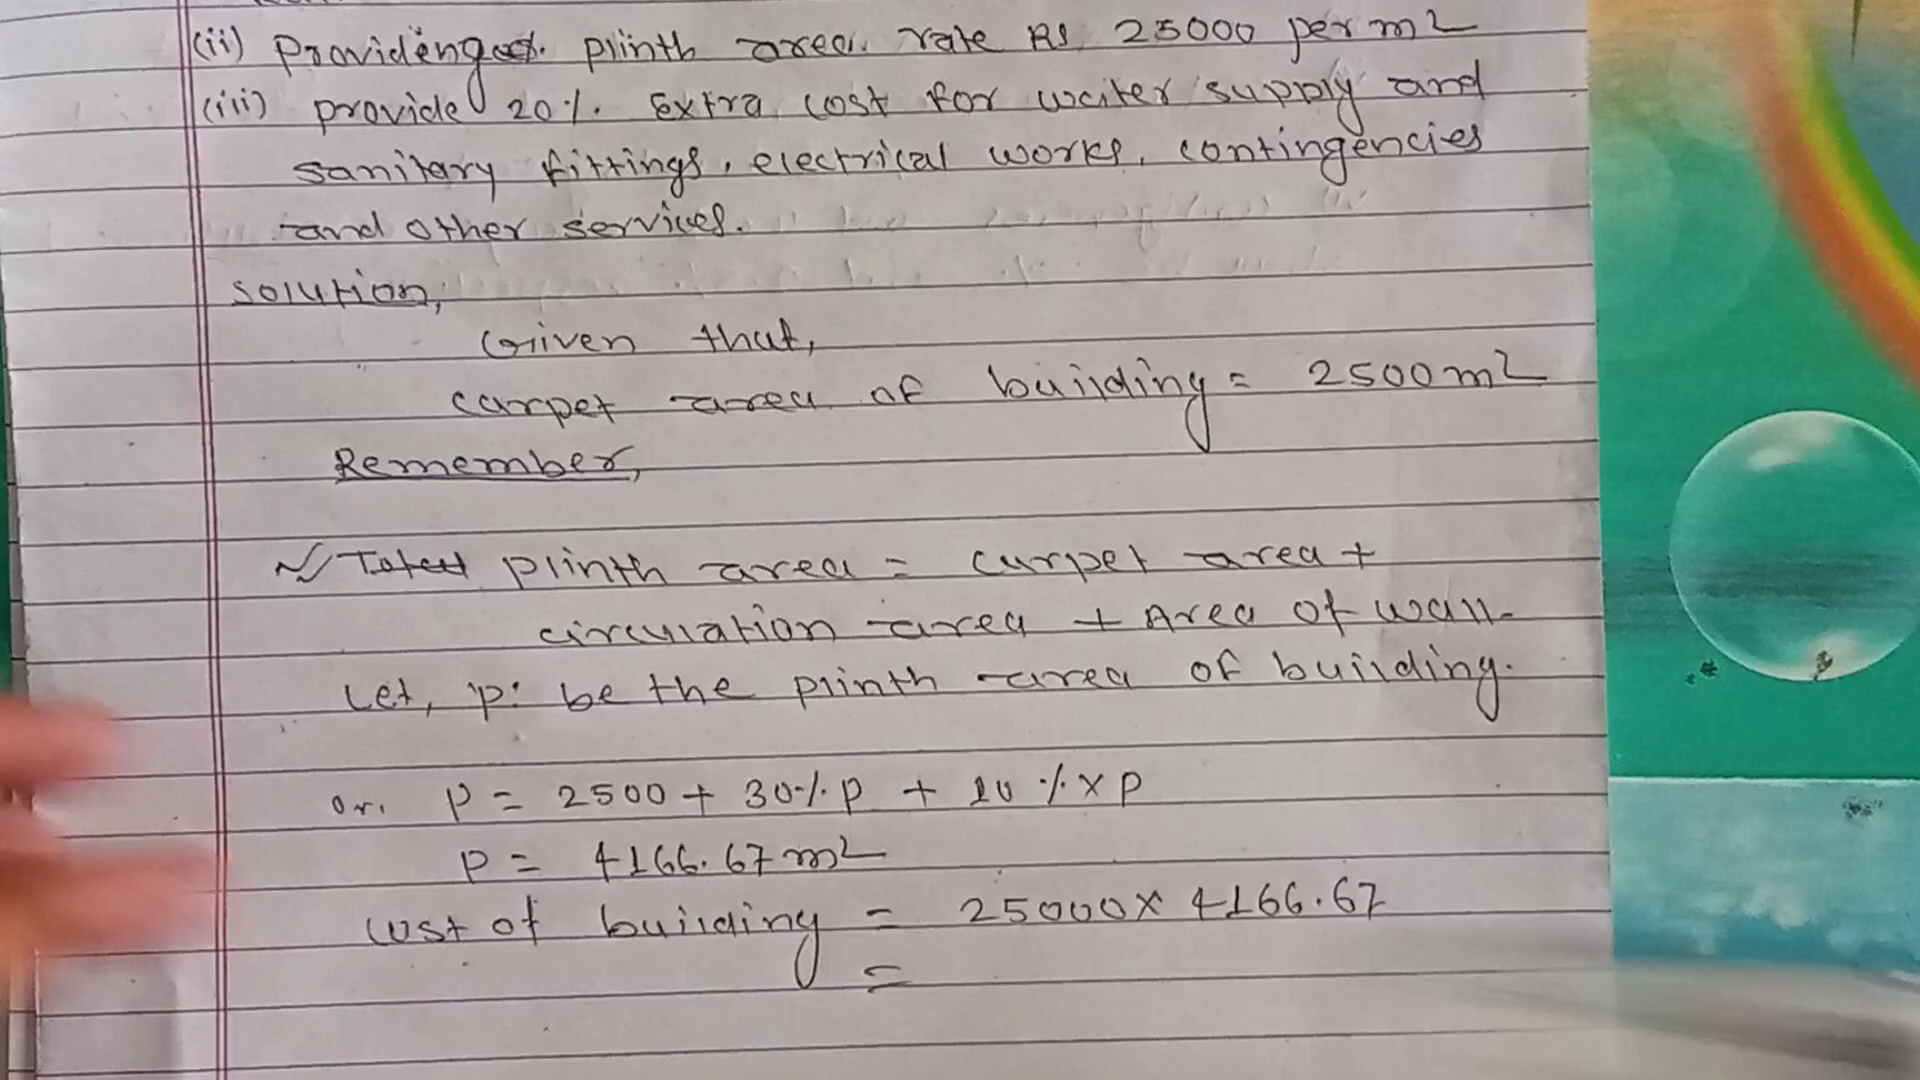 (ii) Providing plinth area rate Rs 25000 per m2
(iii) provide 20% Extra cost for water supply and
sanitary fittings, electrical works, contingencies
and other services.
solution,
Given that,
carpet area of building = 2500 m2
Remember,
plinth area = carpet area +
circulation area + Area of wall
Let, 'p' be the plinth area of building.
or, P = 2500 + 30% P + 10% x P
P = 4166.67 m2
Cost of building = 25000 x 4166.67
=